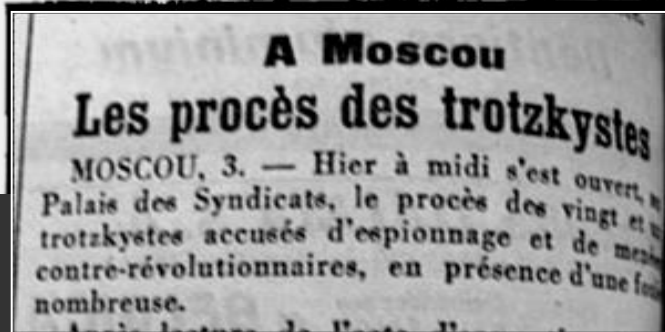 A Moscou
Les procès des trotzkystes
MOSCOU, 3. — Hier à midi s'est ouvert,
Palais des Syndicats, le procès des vingt et
trotzkystes accusés d'espionnage et de
contre-révolutionnaires, en présence d'une
nombreuse.